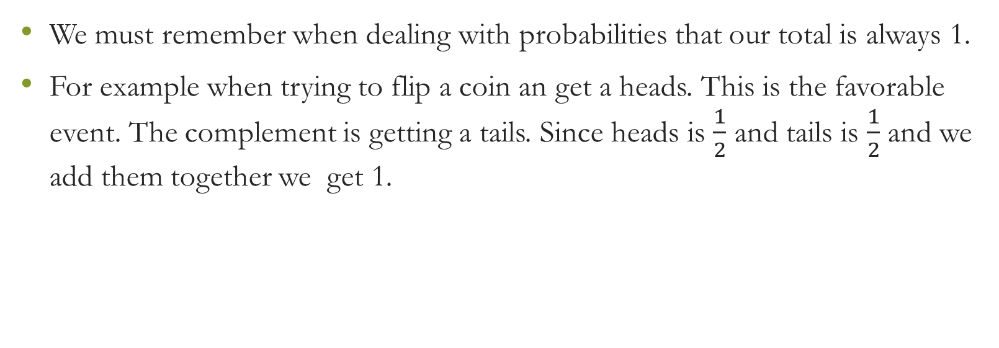 • We must remember when dealing with probabilities that our total is always 1.
• For example when trying to flip a coin an get a heads. This is the favorable
event. The complement is getting a tails. Since heads is 1/2 and tails is 1/2 and we
add them together we  get 1.